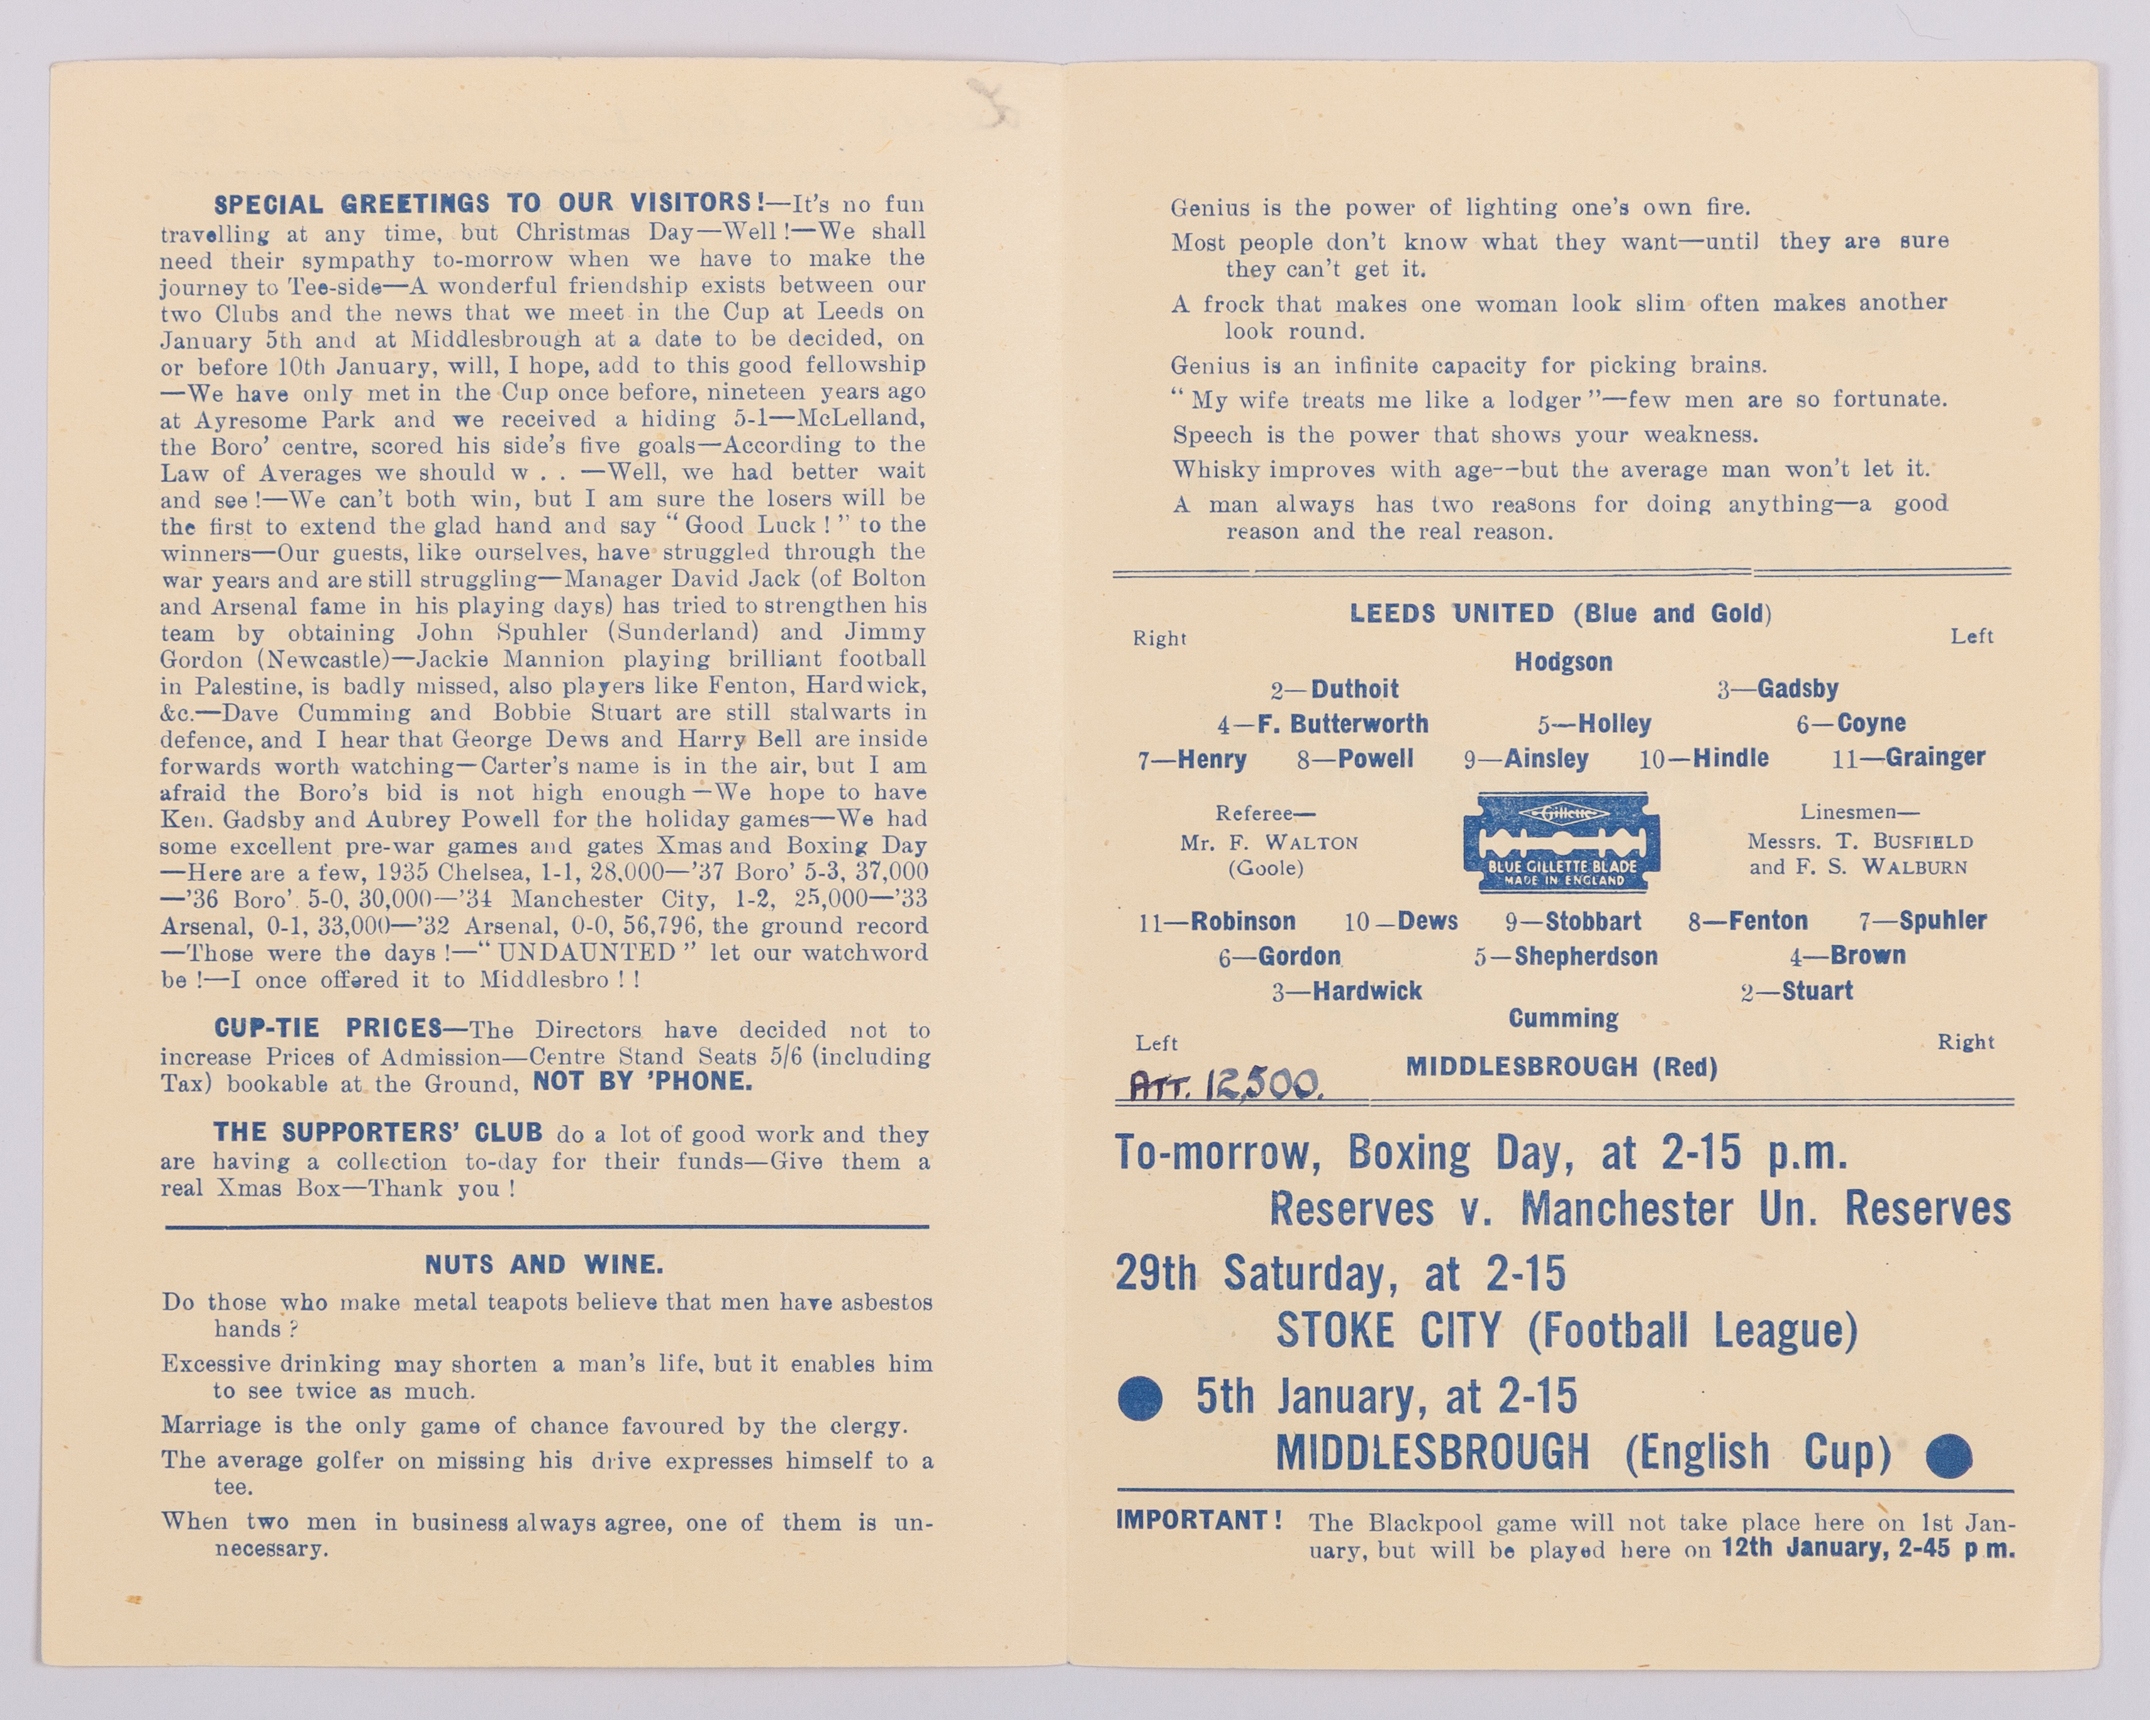 SPECIAL GREETINGS TO OUR VISITORS!—It's no fun
travelling at any time, but Christmas Day—Well!—We shall
need their sympathy to-morrow when we have to make the
journey to Tee-side—A wonderful friendship exists between our
two Clubs and the news that we meet in the Cup at Leeds on
January 5th and at Middlesbrough at a date to be decided, on
or before 10th January, will, I hope, add to this good fellowship
—We have only met in the Cup once before, nineteen years ago
at Ayresome Park and we received a hiding 5-1—McLelland,
the Boro' centre, scored his side's five goals—According to the
Law of Averages we should w . . —Well, we had better wait
and see!—We can't both win, but I am sure the losers will be
the first to extend the glad hand and say "Good Luck!" to the
winners—Our guests, like ourselves, have struggled through the
war years and are still struggling—Manager David Jack (of Bolton
and Arsenal fame in his playing days) has tried to strengthen his
team by obtaining John Spuhler (Sunderland) and Jimmy
Gordon (Newcastle)—Jackie Mannion playing brilliant football
in Palestine, is badly missed, also players like Fenton, Hardwick,
&c.—Dave Cumming and Bobbie Stuart are still stalwarts in
defence, and I hear that George Dews and Harry Bell are inside
forwards worth watching—Carter's name is in the air, but I am
afraid the Boro's bid is not high enough—We hope to have
Ken. Gadsby and Aubrey Powell for the holiday games—We had
some excellent pre-war games and gates Xmas and Boxing Day
—Here are a few, 1935 Chelsea, 1-1, 28,000—'37 Boro' 5-3, 37,000
—'36 Boro'. 5-0, 30,000—'34 Manchester City, 1-2, 25,000—'33
Arsenal, 0-1, 33,000—'32 Arsenal, 0-0, 56,796, the ground record
—Those were the days!—"UNDAUNTED" let our watchword
be!—I once offered it to Middlesbro!!
CUP-TIE PRICES—The Directors have decided not to
increase Prices of Admission—Centre Stand Seats 5/6 (including
Tax) bookable at the Ground, NOT BY 'PHONE.
THE SUPPORTERS' CLUB do a lot of good work and they
are having a collection to-day for their funds—Give them a
real Xmas Box—Thank you!
NUTS AND WINE.
Do those who make metal teapots believe that men have asbestos
hands?
Excessive drinking may shorten a man's life, but it enables him
to see twice as much.
Marriage is the only game of chance favoured by the clergy.
The average golfer on missing his drive expresses himself to a
tee.
When two men in business always agree, one of them is un-
necessary.
Genius is the power of lighting one's own fire.
Most people don't know what they want—until they are sure
they can't get it.
A frock that makes one woman look slim often makes another
look round.
Genius is an infinite capacity for picking brains.
"My wife treats me like a lodger"—few men are so fortunate.
Speech is the power that shows your weakness.
Whisky improves with age--but the average man won't let it.
A man always has two reasons for doing anything—a good
reason and the real reason.
LEEDS UNITED (Blue and Gold)
Right Left
Hodgson
2—Duthoit 3—Gadsby
4—F. Butterworth 5—Holley 6—Coyne
7—Henry 8—Powell 9—Ainsley 10—Hindle 11—Grainger
Referee—
Mr. F. WALTON
(Goole)
Gillette
BLUE GILLETTE BLADE
MADE IN ENGLAND
Linesmen—
Messrs. T. BUSFIELD
and F. S. WALBURN
11—Robinson 10—Dews 9—Stobbart 8—Fenton 7—Spuhler
6—Gordon 5—Shepherdson 4—Brown
3—Hardwick 2—Stuart
Cumming
Left Right
MIDDLESBROUGH (Red)
ATT. 12,500.
To-morrow, Boxing Day, at 2-15 p.m.
Reserves v. Manchester Un. Reserves
29th Saturday, at 2-15
STOKE CITY (Football League)
5th January, at 2-15
MIDDLESBROUGH (English Cup)
IMPORTANT! The Blackpool game will not take place here on 1st Jan-
uary, but will be played here on 12th January, 2-45 p m.